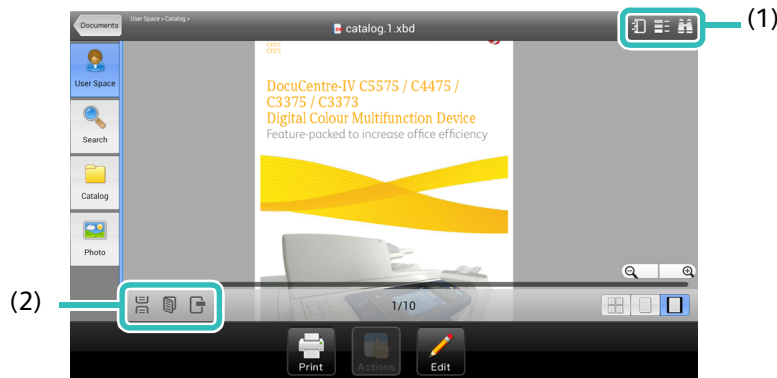 (1)
Documents
User Space > Catalog >
catalog.1.xbd
User Space
DocuCentre-IV C5575 / C4475 /
C3375 / C3373
Digital Colour Multifunction Device
Feature-packed to increase office efficiency
Search
Catalog
Photo
(2)
1/10
Print
Actions
Edit